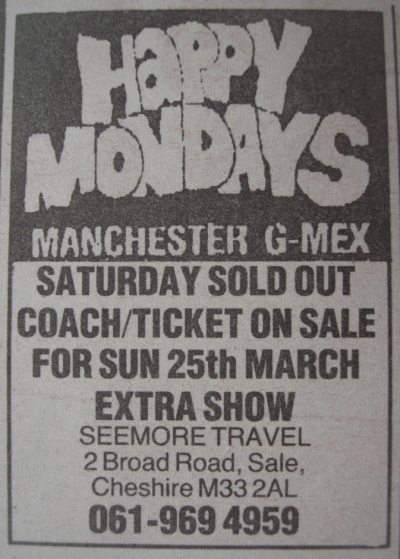 HaPPY
MONDAYS
MANCHESTER G-MEX
SATURDAY SOLD OUT
COACH/TICKET ON SALE
FOR SUN 25th MARCH
EXTRA SHOW
SEEMORE TRAVEL
2 Broad Road, Sale,
Cheshire M33 2AL
061-969 4959